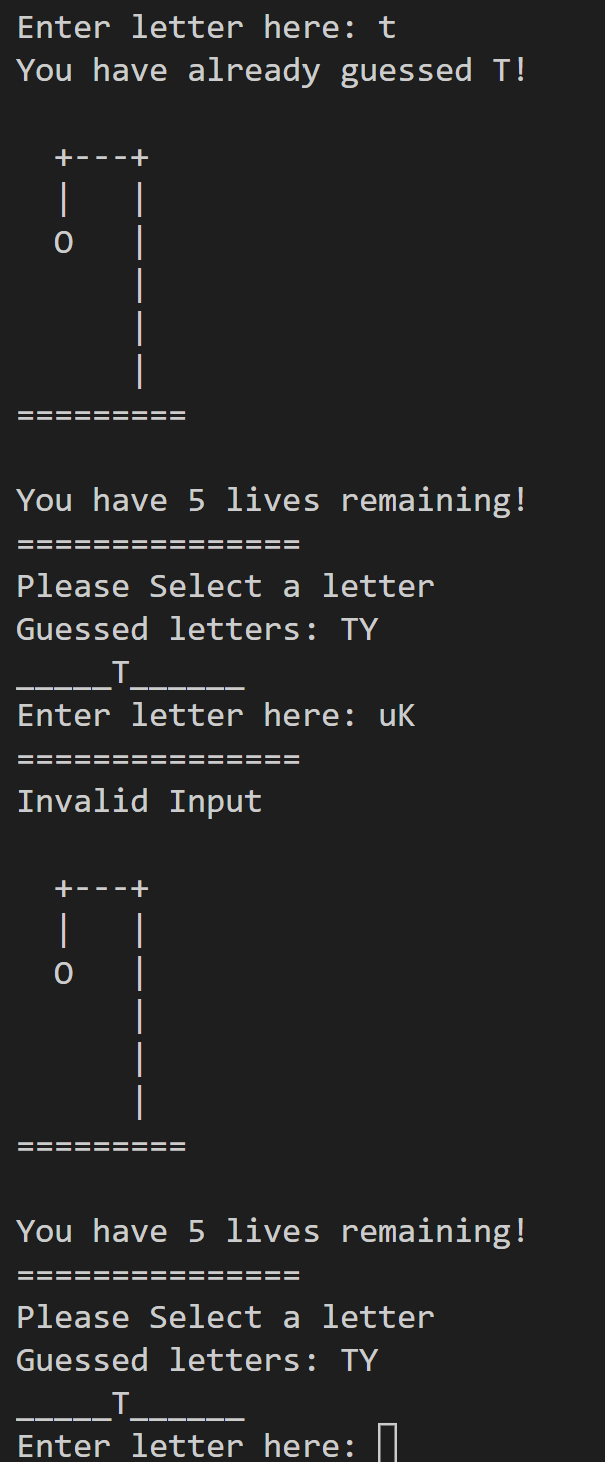 Enter letter here: t
You have already guessed T!
  +---+
  |   |
  O   |
      |
      |
      |
=========
You have 5 lives remaining!
===============
Please Select a letter
Guessed letters: TY
_____T______
Enter letter here: uK
===============
Invalid Input
  +---+
  |   |
  O   |
      |
      |
      |
=========
You have 5 lives remaining!
===============
Please Select a letter
Guessed letters: TY
_____T______
Enter letter here: